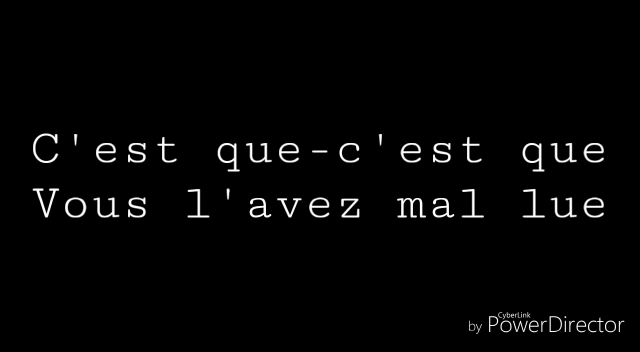 C'est que-c'est que
Vous l'avez mal lue
CyberLink
by PowerDirector